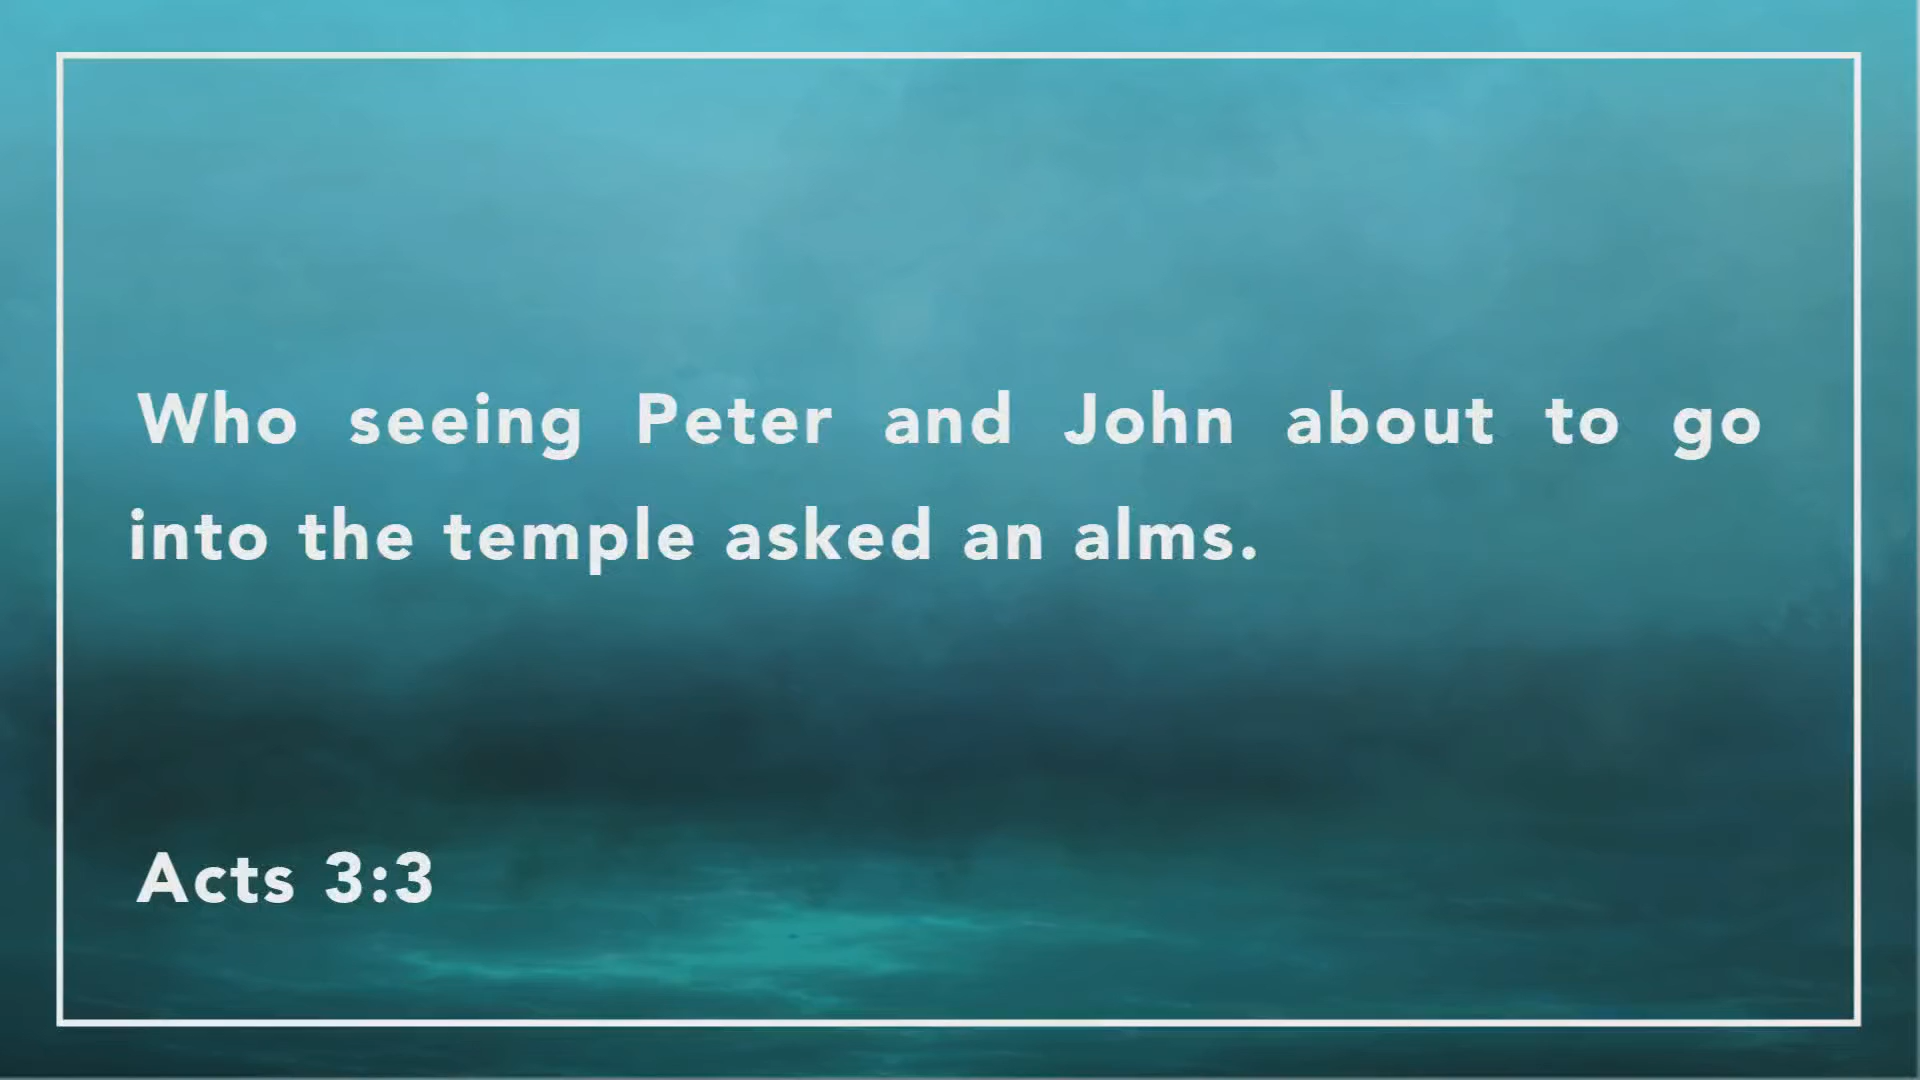 Who seeing Peter and John about to go
into the temple asked an alms.
Acts 3:3